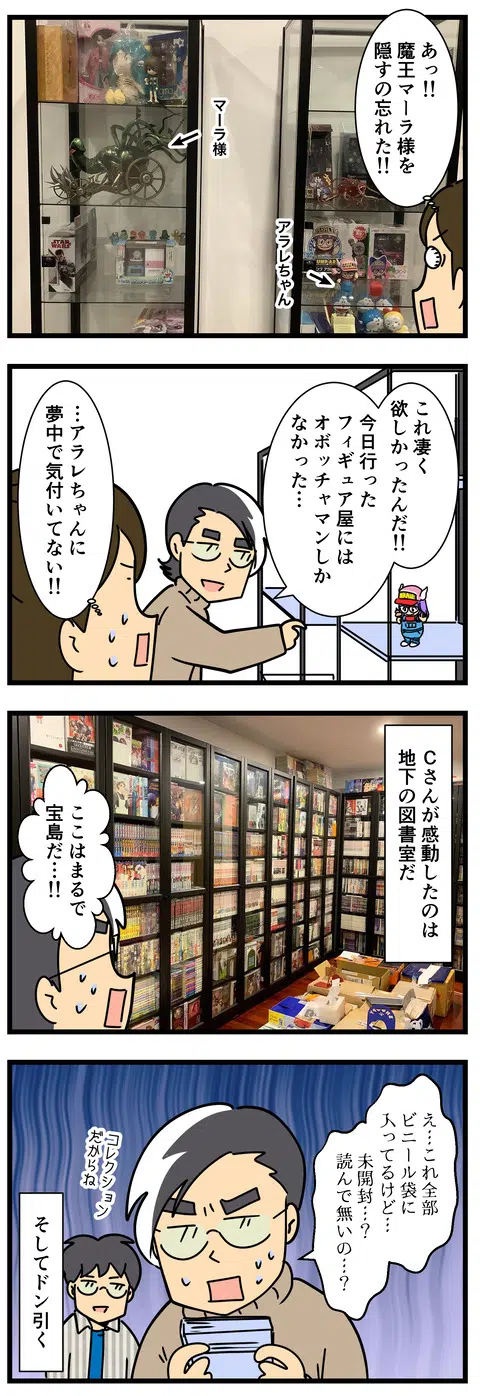 あっ!!
魔王マーラ様を
隠すの忘れた!!
マーラ様
アラレちゃん
STAR WARS
これ凄く
欲しかったんだ!!
今日行った
フィギュア屋には
オボッチャマンしか
なかった…
…アラレちゃんに
夢中で気付いてない!!
Cさんが感動したのは
地下の図書室だ
ここはまるで
宝島だ…!!
え…これ全部
ビニール袋に
入ってるけど…
未開封…?
読んで無いの…?
コレクション
だからね
そしてドン引く